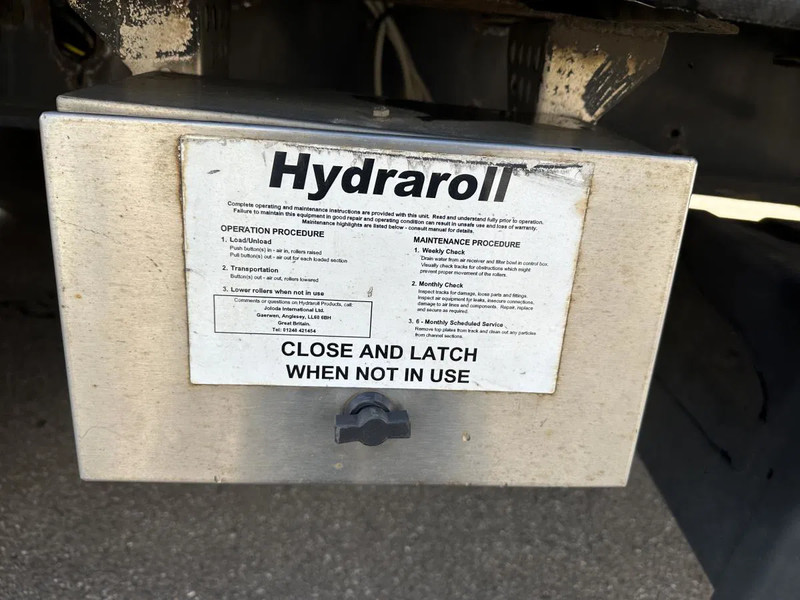 Hydraroll
Complete operating and maintenance instructions are provided with this unit. Read and understand fully prior to operation.
Failure to maintain this equipment in good repair and operating condition can result in unsafe use and loss of warranty.
Maintenance highlights are listed below - consult manual for details.
OPERATION PROCEDURE
1. Load/Unload
Push button(s) in - air in, rollers raised
Pull button(s) out - air out for each loaded section
2. Transportation
Button(s) out - air out, rollers lowered
3. Lower rollers when not in use
Comments or questions on Hydraroll Products, call:
Joloda International Ltd.
Gaerwen, Anglesey, LL60 6BH
Great Britain.
Tel: 01248 421454
MAINTENANCE PROCEDURE
1. Weekly Check
Drain water from air receiver and filter bowl in control box.
Visually check tracks for obstructions which might
prevent proper movement of the rollers.
2. Monthly Check
Inspect tracks for damage, loose parts and fittings.
Inspect air equipment for leaks, insecure connections,
damage to air lines and components. Repair, replace
and secure as required.
3. 6 - Monthly Scheduled Service
Remove top plates from track and clean out any particles
from channel sections.
CLOSE AND LATCH
WHEN NOT IN USE